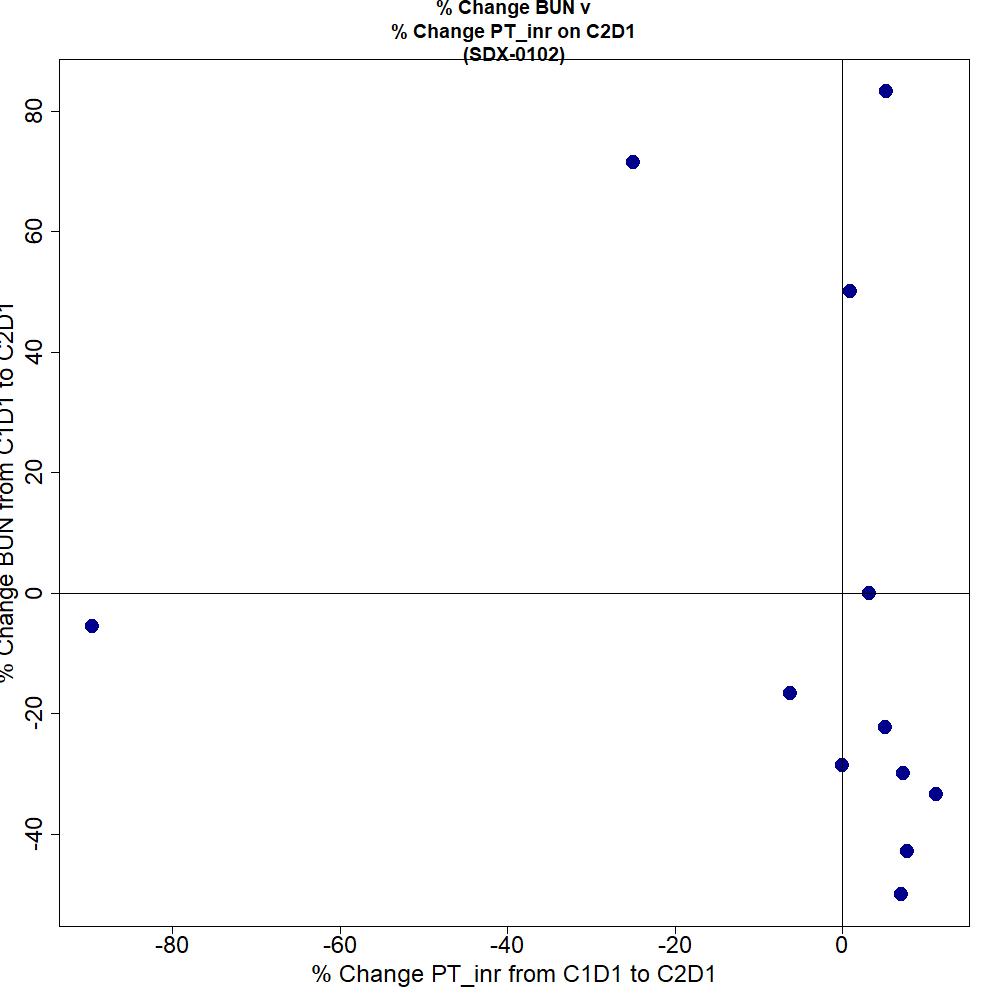 % Change BUN v
% Change PT_inr on C2D1
(SDX-0102)
% Change BUN from C1D1 to C2D1
80
60
40
20
0
-20
-40
-80
-60
-40
-20
0
% Change PT_inr from C1D1 to C2D1